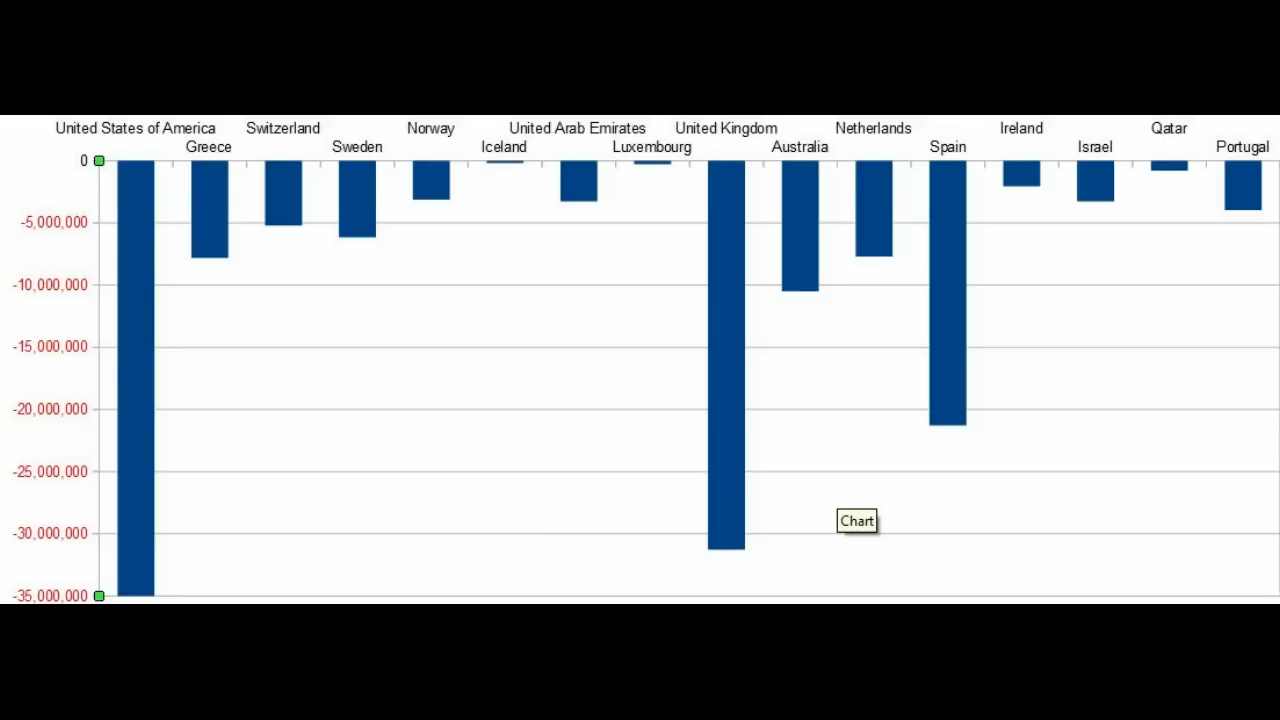 United States of America Switzerland Norway United Arab Emirates United Kingdom Netherlands Ireland Qatar
Greece Sweden Iceland Luxembourg Australia Spain Israel Portugal
0
-5,000,000
-10,000,000
-15,000,000
-20,000,000
-25,000,000
Chart
-30,000,000
-35,000,000